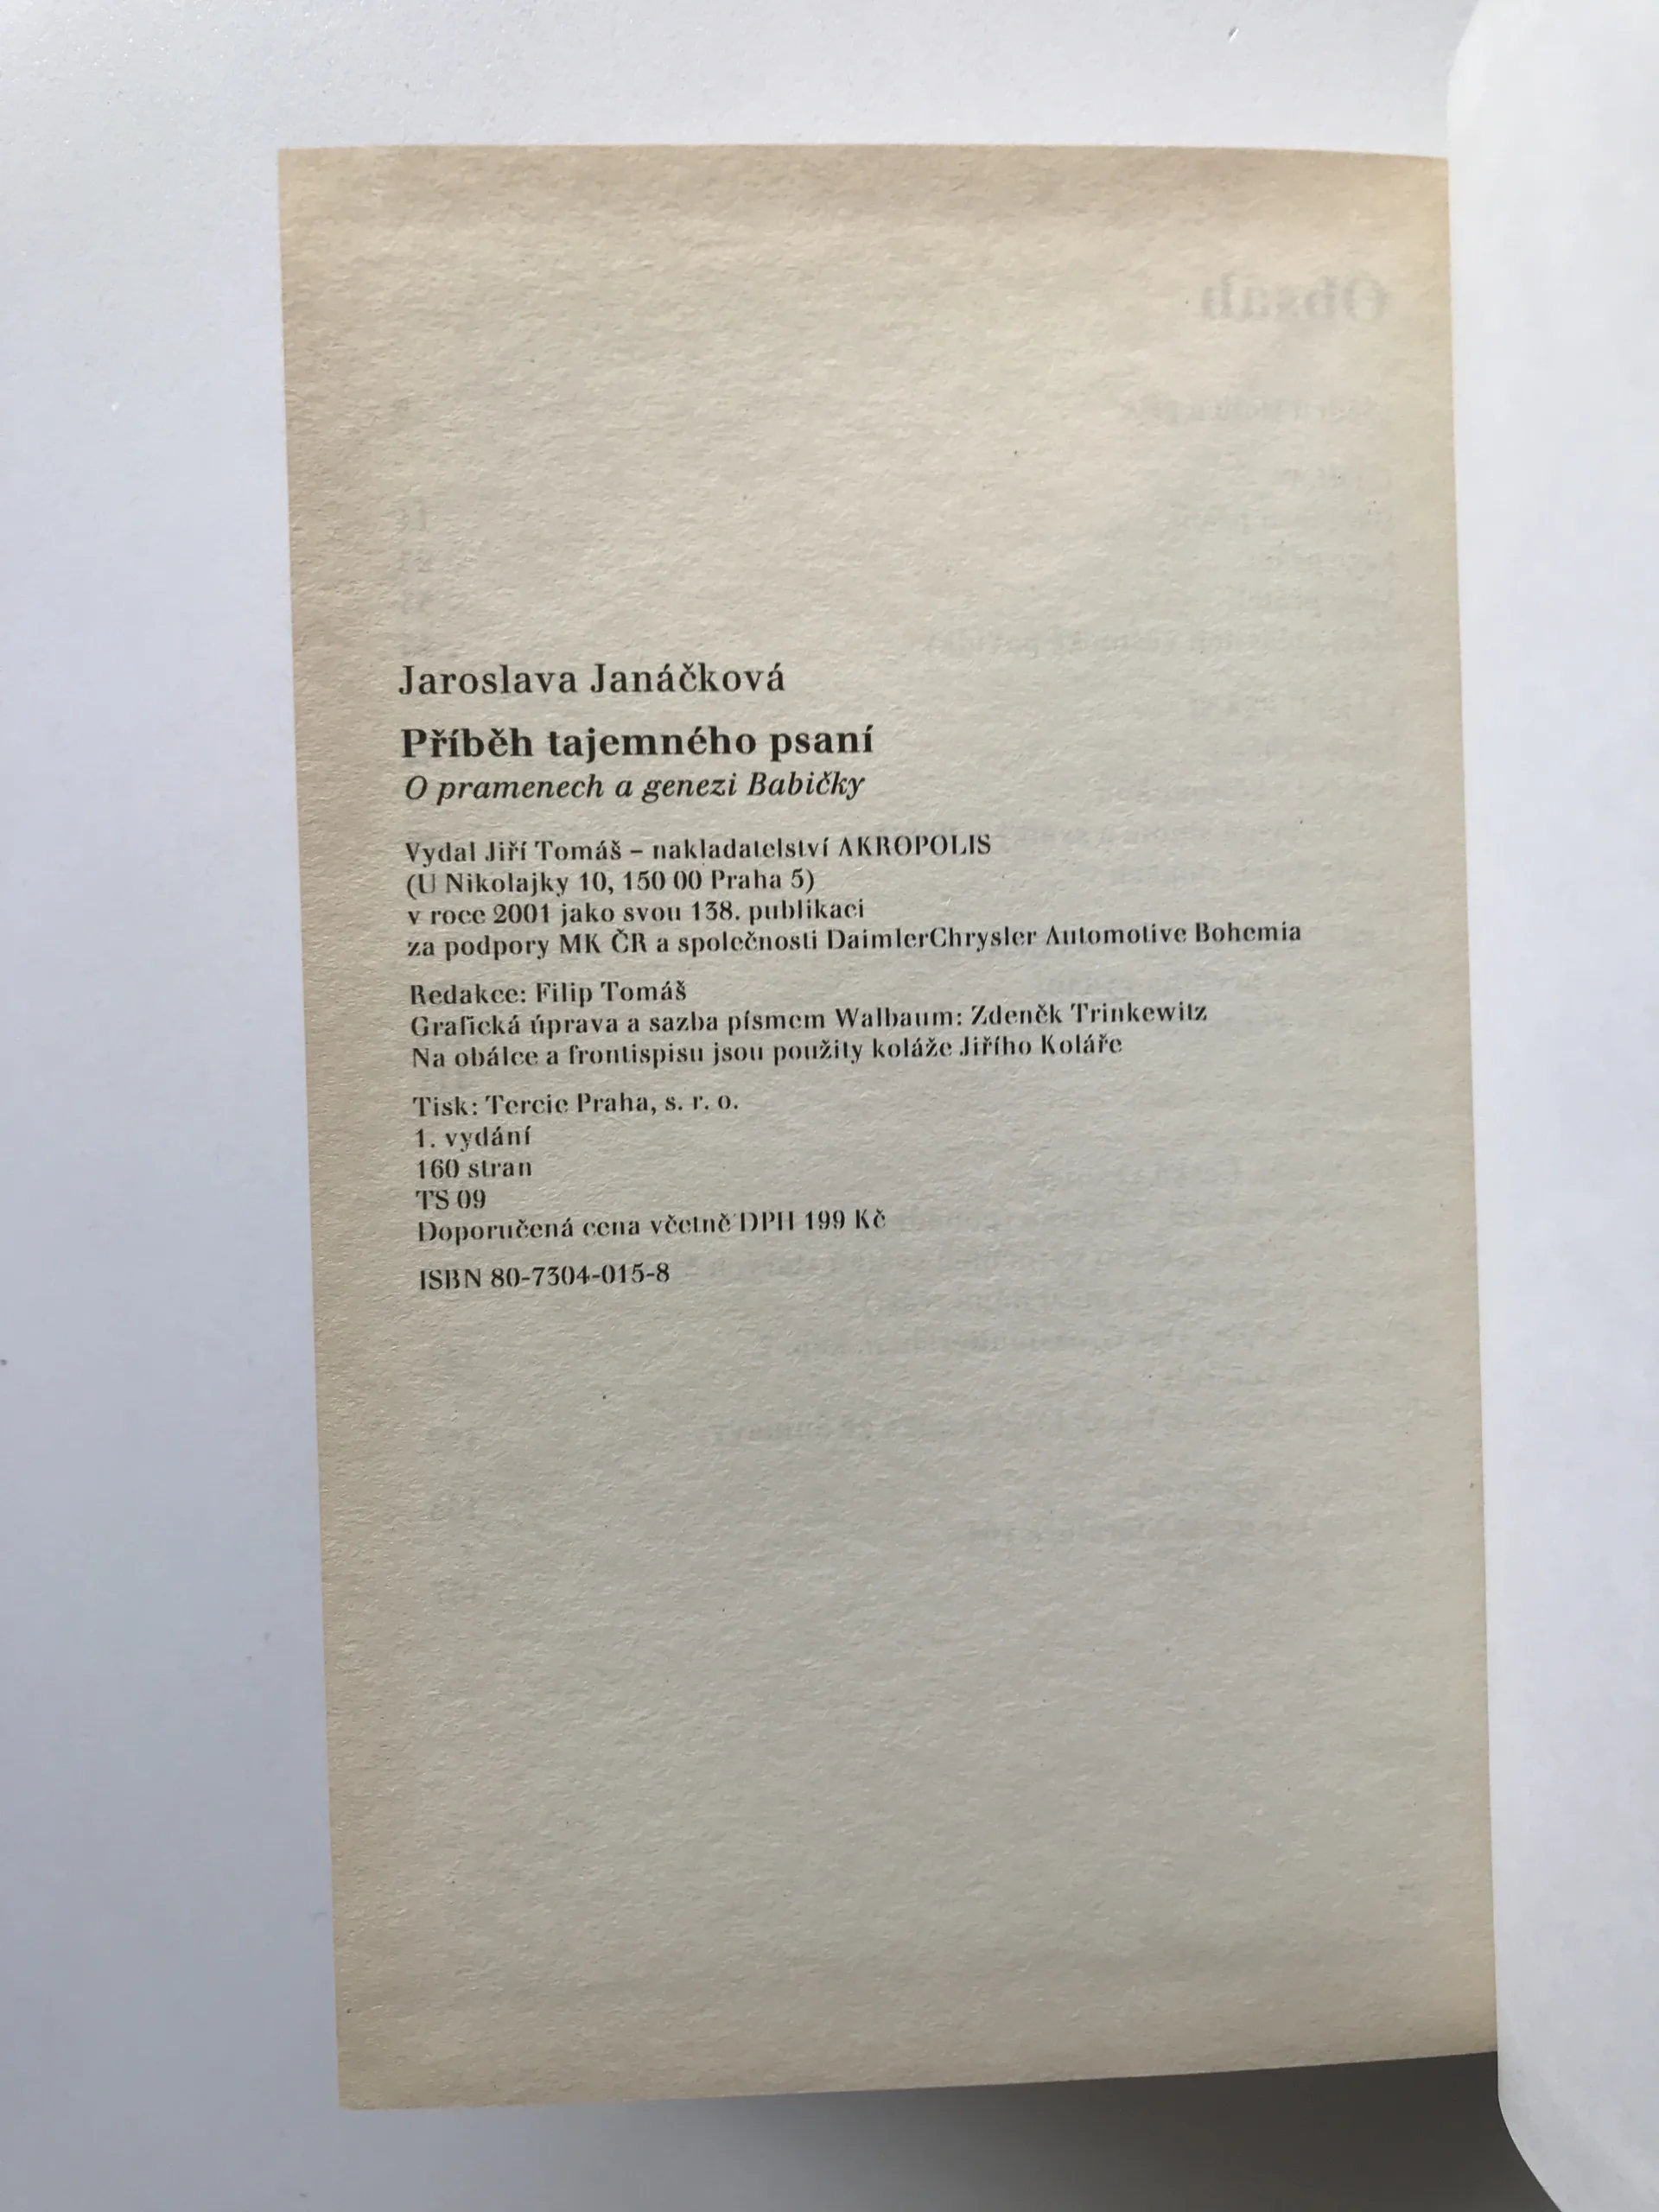 Jaroslava Janáčková
Příběh tajemného psaní
O pramenech a genezi Babičky
Vydal Jiří Tomáš – nakladatelství AKROPOLIS
(U Nikolajky 10, 150 00 Praha 5)
v roce 2001 jako svou 138. publikaci
za podpory MK ČR a společnosti DaimlerChrysler Automotive Bohemia
Redakce: Filip Tomáš
Grafická úprava a sazba písmem Walbaum: Zdeněk Trinkewitz
Na obálce a frontispisu jsou použity koláže Jiřího Koláře
Tisk: Tercie Praha, s. r. o.
1. vydání
160 stran
TS 09
Doporučená cena včetně DPH 199 Kč
ISBN 80-7304-015-8
Obsah